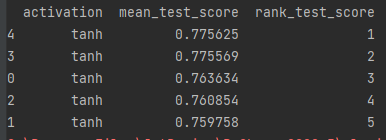 activation mean_test_score rank_test_score
4 tanh 0.775625 1
3 tanh 0.775569 2
0 tanh 0.763634 3
2 tanh 0.760854 4
1 tanh 0.759758 5